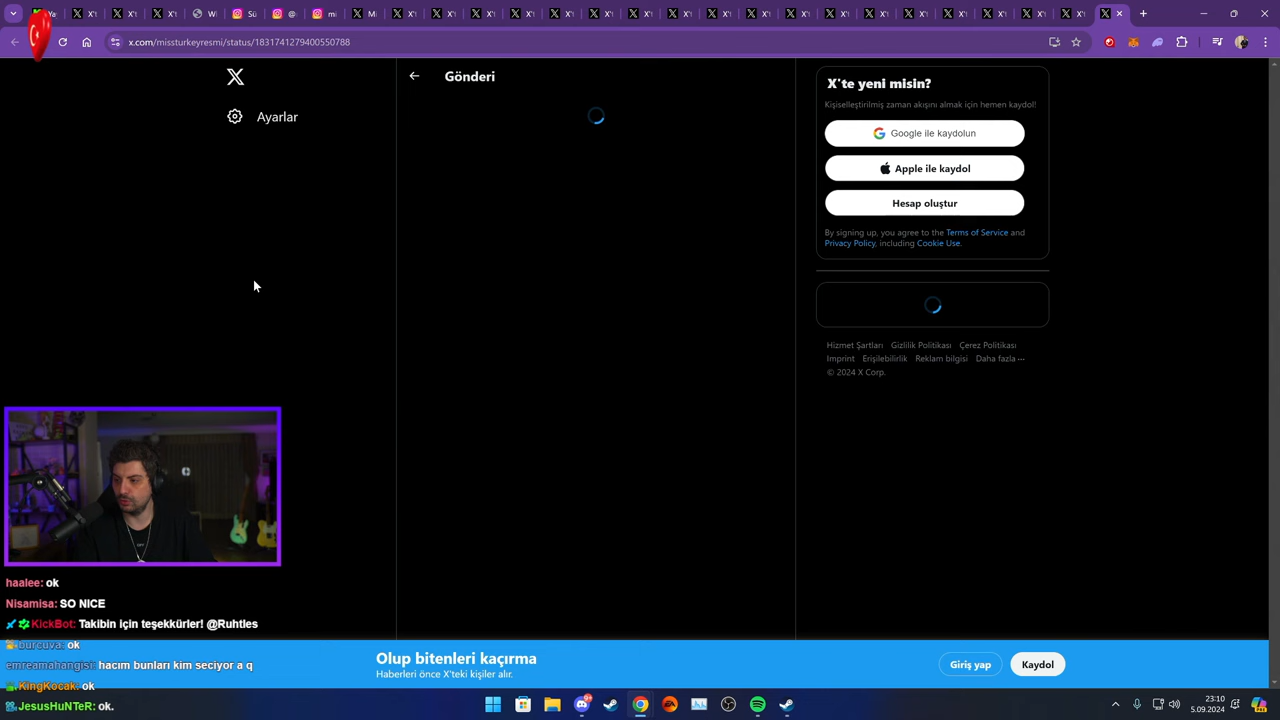 x.com/missturkeyresmi/status/1831741279400550788
Ayarlar
Gönderi
X'te yeni misin?
Kişiselleştirilmiş zaman akışını almak için hemen kaydol!
Google ile kaydolun
Apple ile kaydol
Hesap oluştur
By signing up, you agree to the Terms of Service and
Privacy Policy, including Cookie Use.
Hizmet Şartları Gizlilik Politikası Çerez Politikası
Imprint Erişilebilirlik Reklam bilgisi Daha fazla ···
© 2024 X Corp.
haalee: ok
Nisamisa: SO NICE
KickBot: Takibin için teşekkürler! @Ruhtles
burcuva: ok
emreamahangisi: hacım bunları kim seciyor a q
KingKocak: ok
JesusHuNTeR: ok.
Olup bitenleri kaçırma
Haberleri önce X'teki kişiler alır.
Giriş yap
Kaydol
23:10
5.09.2024